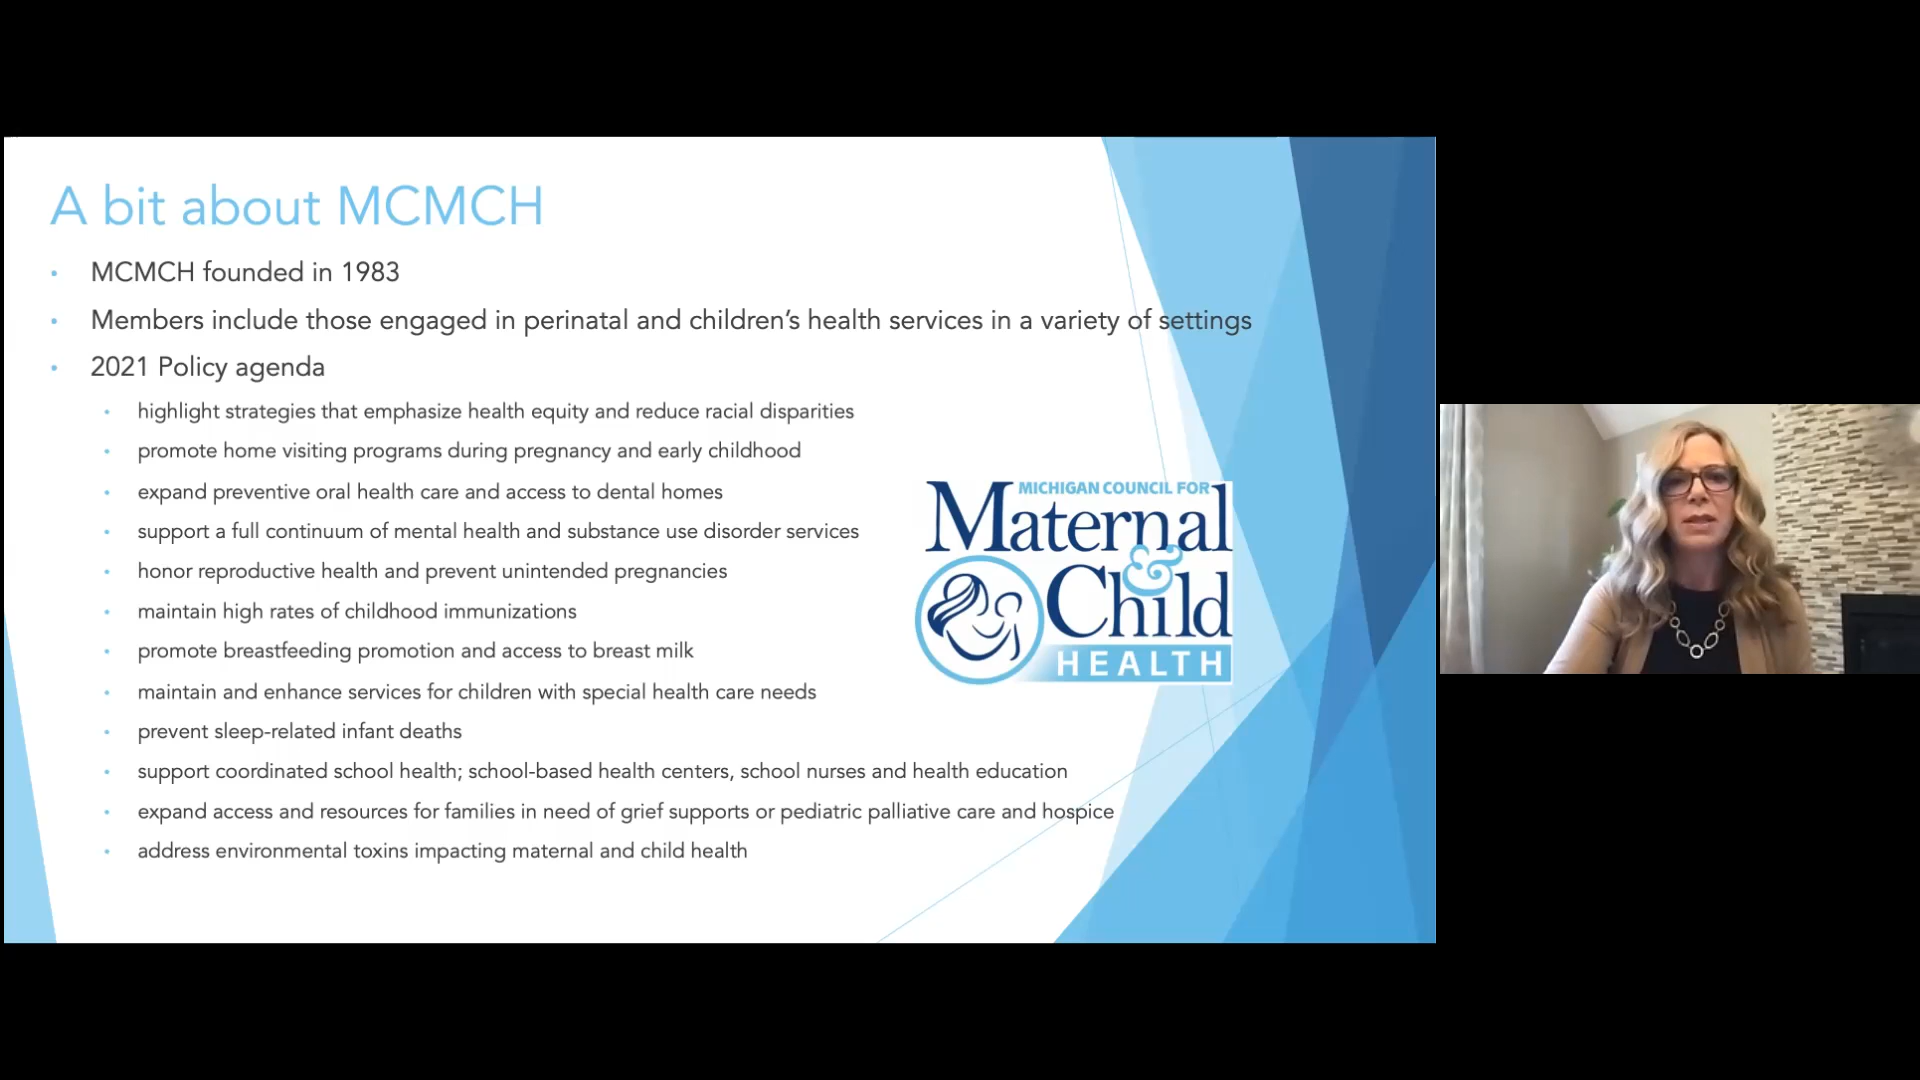 A bit about MCMCH
• MCMCH founded in 1983
• Members include those engaged in perinatal and children's health services in a variety of settings
• 2021 Policy agenda
• highlight strategies that emphasize health equity and reduce racial disparities
• promote home visiting programs during pregnancy and early childhood
• expand preventive oral health care and access to dental homes
• support a full continuum of mental health and substance use disorder services
• honor reproductive health and prevent unintended pregnancies
• maintain high rates of childhood immunizations
• promote breastfeeding promotion and access to breast milk
• maintain and enhance services for children with special health care needs
• prevent sleep-related infant deaths
• support coordinated school health; school-based health centers, school nurses and health education
• expand access and resources for families in need of grief supports or pediatric palliative care and hospice
• address environmental toxins impacting maternal and child health
MICHIGAN COUNCIL FOR
Maternal
&
Child
HEALTH